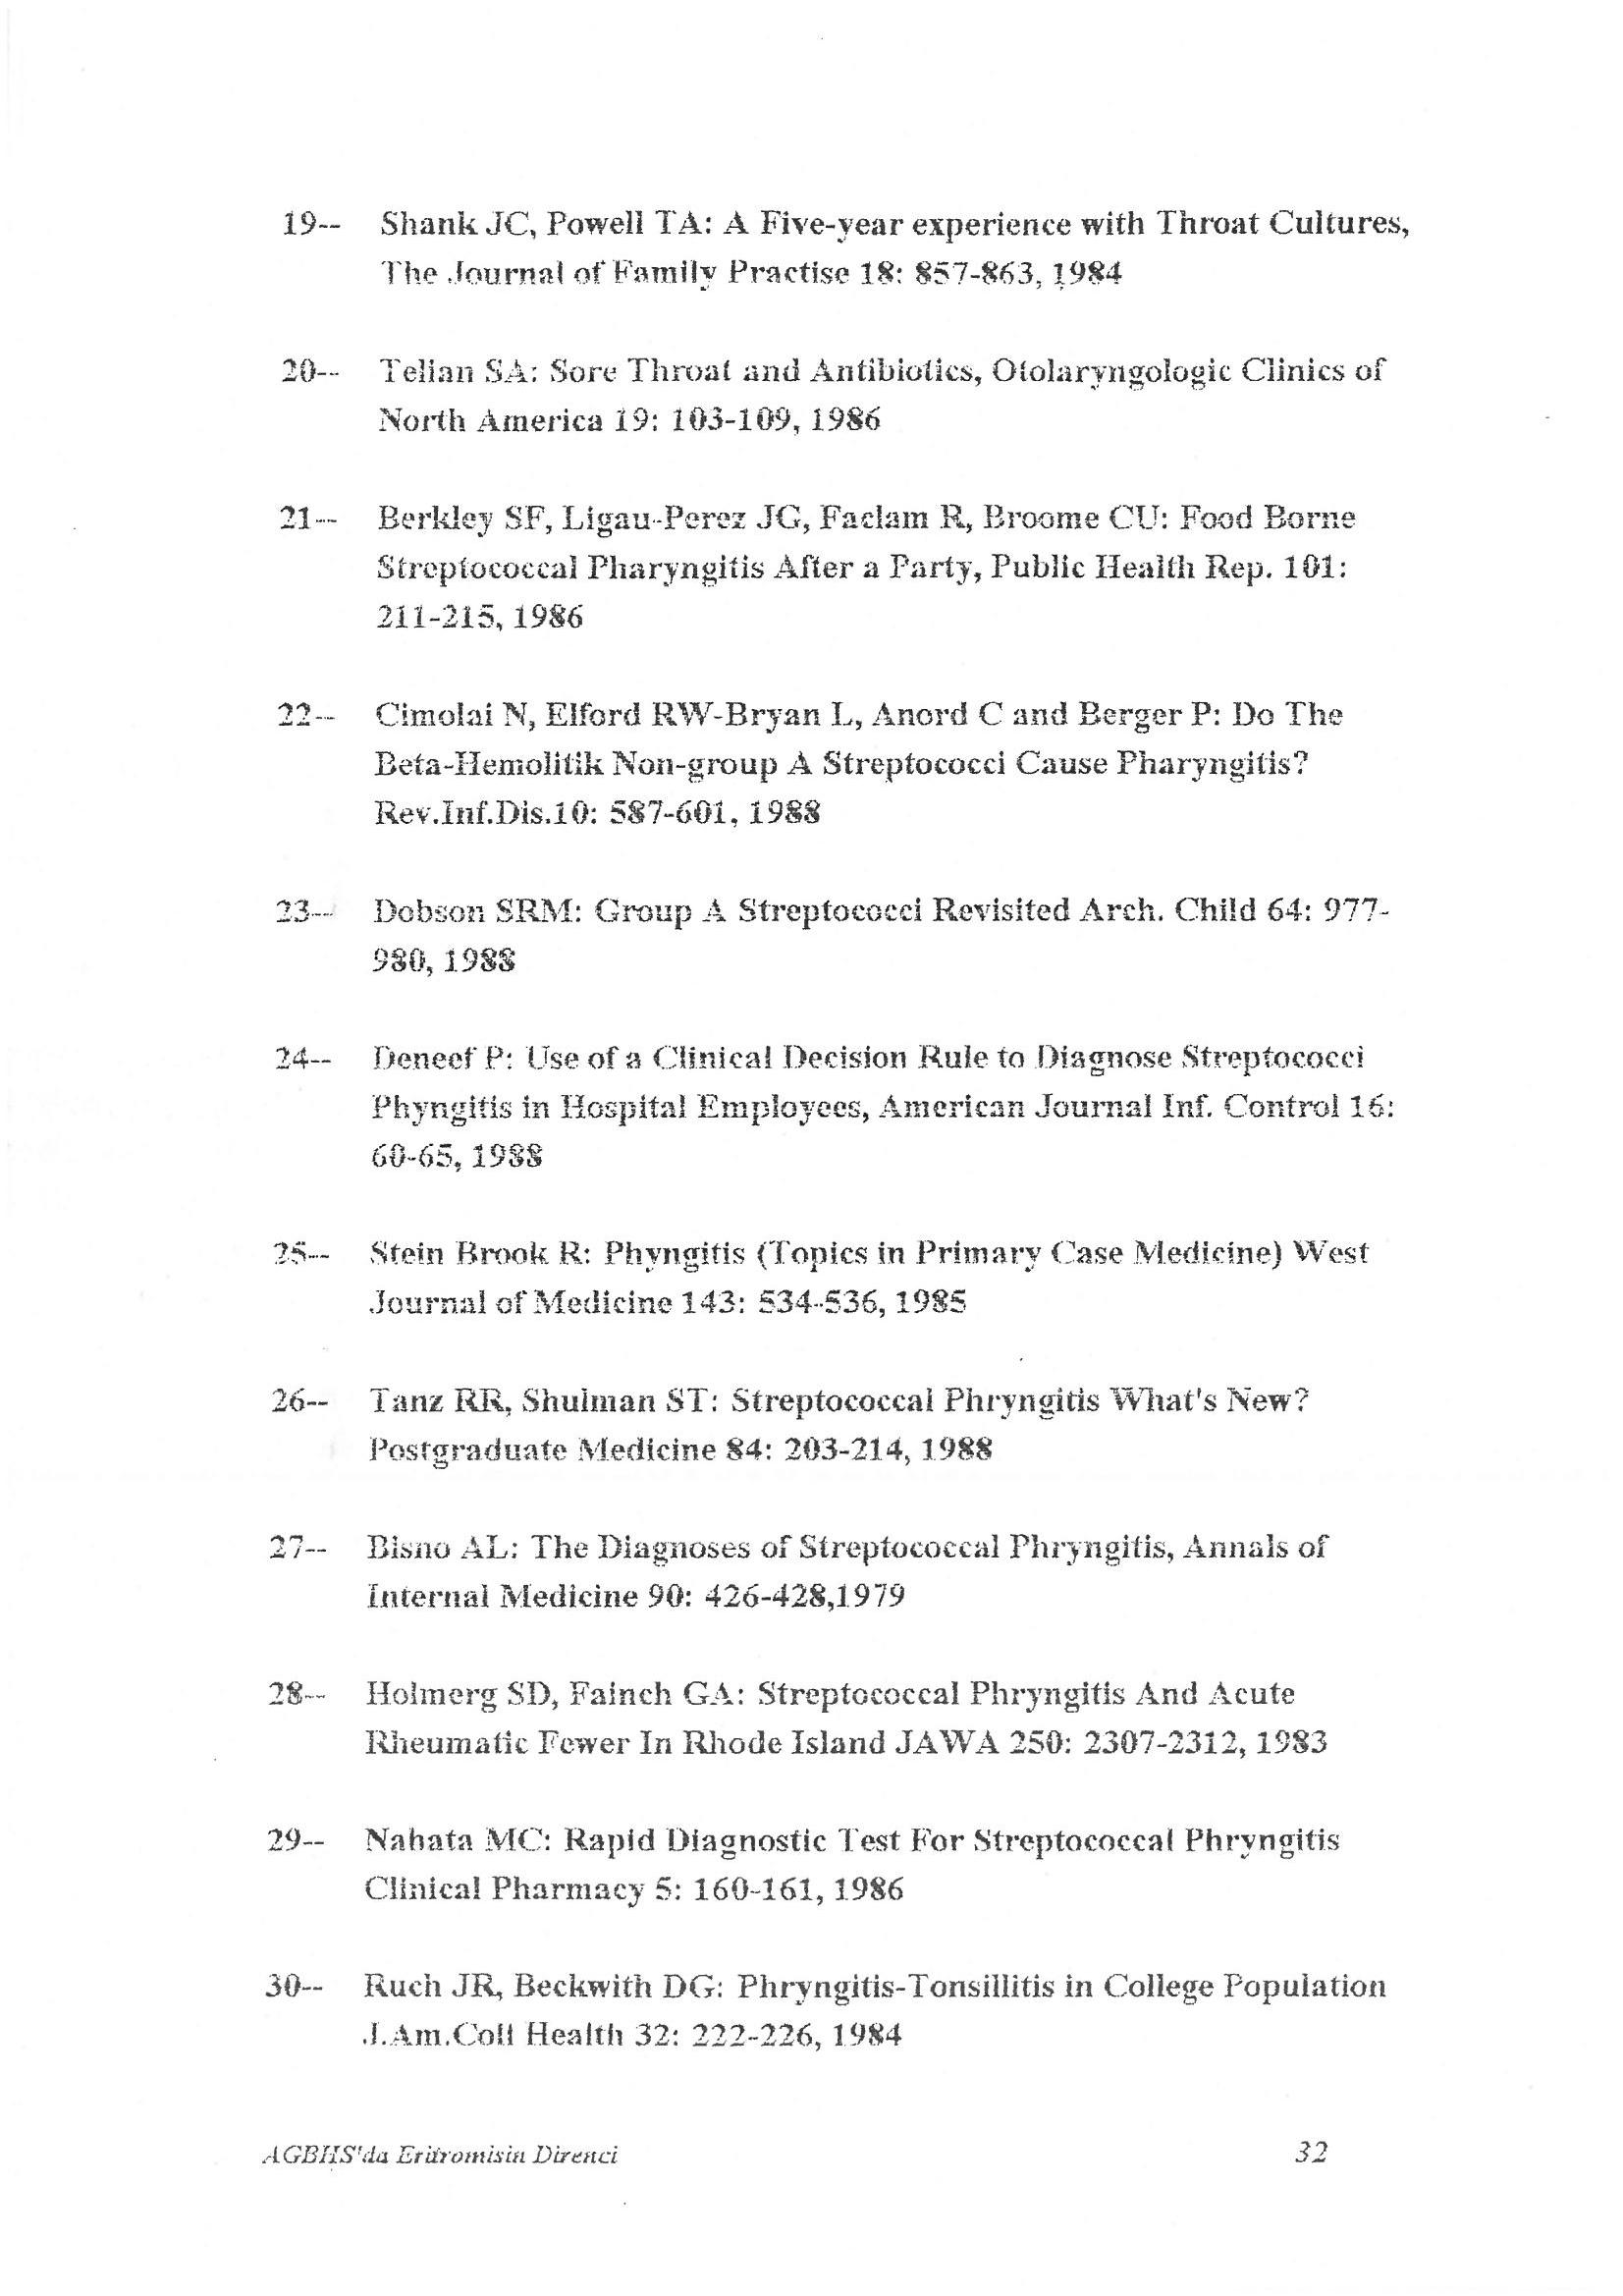 19-- Shank JC, Powell TA: A Five-year experience with Throat Cultures,
The Journal of Family Practise 18: 857-863, 1984
20-- Telian SA: Sore Throat and Antibiotics, Otolaryngologic Clinics of
North America 19: 103-109, 1986
21-- Berkley SF, Ligau-Perez JG, Faclam R, Broome CU: Food Borne
Streptococcal Pharyngitis After a Party, Public Health Rep. 101:
211-215, 1986
22-- Cimolai N, Elford RW-Bryan L, Anord C and Berger P: Do The
Beta-Hemolitik Non-group A Streptococci Cause Pharyngitis?
Rev.Inf.Dis.10: 587-601, 1988
23-- Dobson SRM: Group A Streptococci Revisited Arch. Child 64: 977-
980, 1988
24-- Deneef P: Use of a Clinical Decision Rule to Diagnose Streptococci
Phyngitis in Hospital Employees, American Journal Inf. Control 16:
60-65, 1988
25-- Stein Brook R: Phyngitis (Topics in Primary Case Medicine) West
Journal of Medicine 143: 534-536, 1985
26-- Tanz RR, Shulman ST: Streptococcal Phryngitis What's New?
Postgraduate Medicine 84: 203-214, 1988
27-- Bisno AL: The Diagnoses of Streptococcal Phryngitis, Annals of
Internal Medicine 90: 426-428,1979
28-- Holmerg SD, Fainch GA: Streptococcal Phryngitis And Acute
Rheumatic Fewer In Rhode Island JAWA 250: 2307-2312, 1983
29-- Nahata MC: Rapid Diagnostic Test For Streptococcal Phryngitis
Clinical Pharmacy 5: 160-161, 1986
30-- Ruch JR, Beckwith DG: Phryngitis-Tonsillitis in College Population
J.Am.Coll Health 32: 222-226, 1984
AGBHS'da Eritromisin Direnci 32